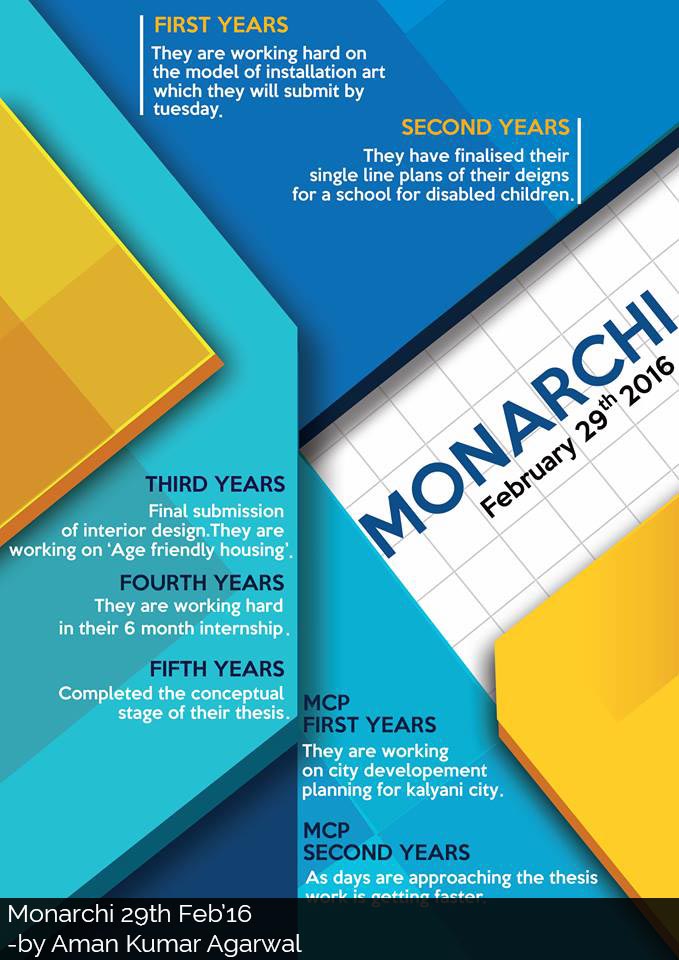 FIRST YEARS
They are working hard on
the model of installation art
which they will submit by
tuesday.
SECOND YEARS
They have finalised their
single line plans of their deigns
for a school for disabled children.
MONARCHI
February 29th 2016
THIRD YEARS
Final submission
of interior design.They are
working on ‘Age friendly housing’.
FOURTH YEARS
They are working hard
in their 6 month internship.
FIFTH YEARS
Completed the conceptual
stage of their thesis.
MCP
FIRST YEARS
They are working
on city developement
planning for kalyani city.
MCP
SECOND YEARS
As days are approaching the thesis
work is getting faster.
Monarchi 29th Feb’16
-by Aman Kumar Agarwal